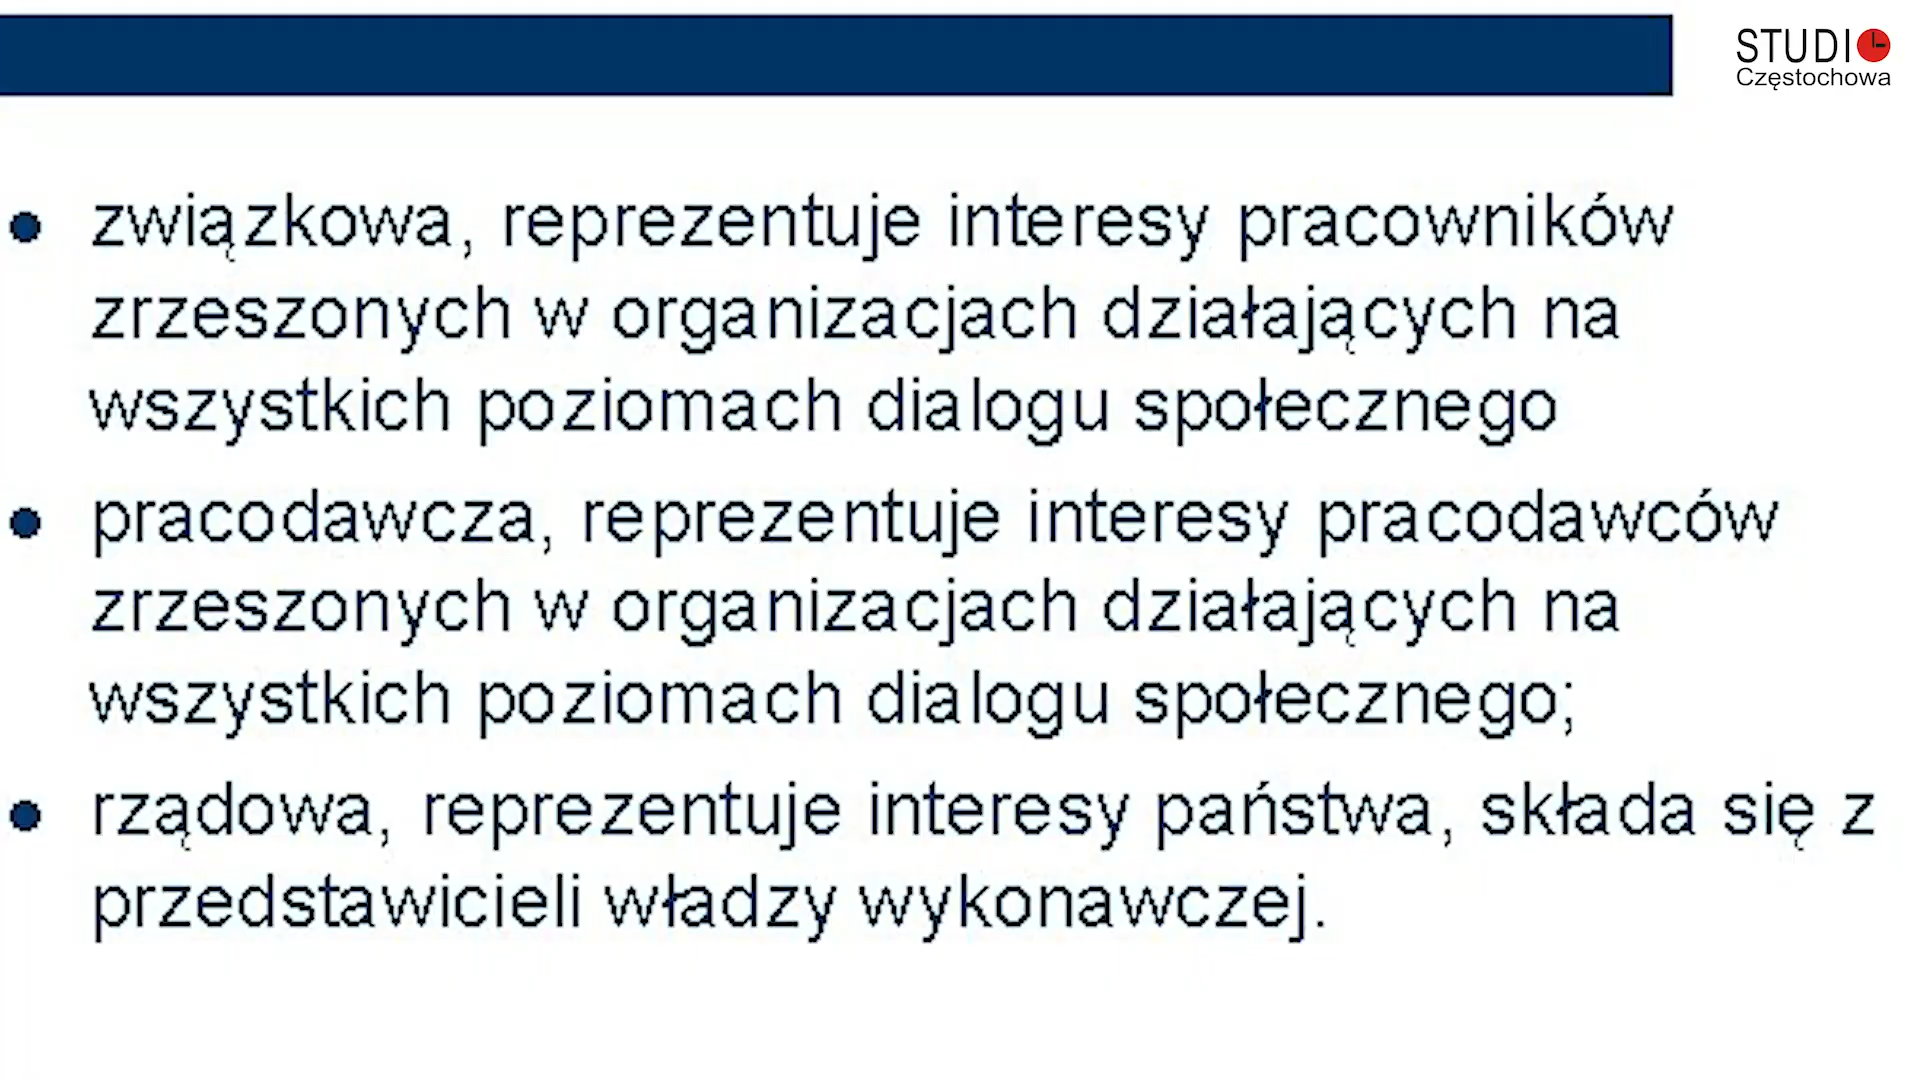 STUDIO
Częstochowa
• związkowa, reprezentuje interesy pracowników
zrzeszonych w organizacjach działających na
wszystkich poziomach dialogu społecznego
• pracodawcza, reprezentuje interesy pracodawców
zrzeszonych w organizacjach działających na
wszystkich poziomach dialogu społecznego;
• rządowa, reprezentuje interesy państwa, składa się z
przedstawicieli władzy wykonawczej.